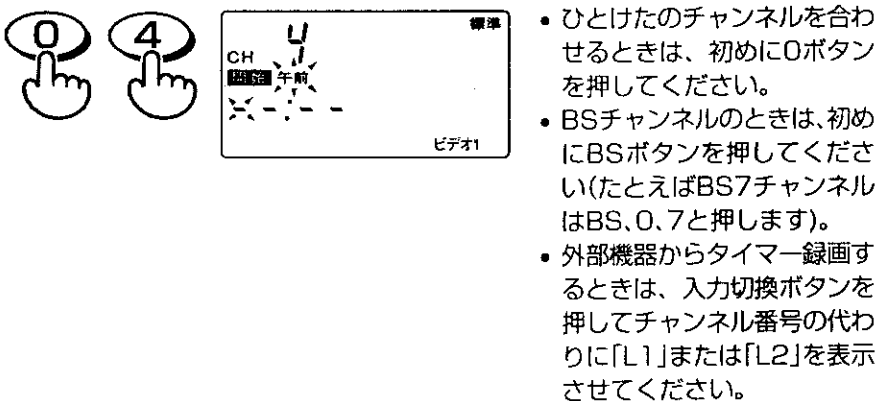 0 4
標準
4
CH
開始 午前
- - : - -
ビデオ1
• ひとけたのチャンネルを合わ
せるときは、初めに0ボタン
を押してください。
• BSチャンネルのときは、初め
にBSボタンを押してくださ
い(たとえばBS7チャンネル
はBS、0、7と押します)。
• 外部機器からタイマー録画す
るときは、入力切換ボタンを
押してチャンネル番号の代わ
りに「L1」または「L2」を表示
させてください。